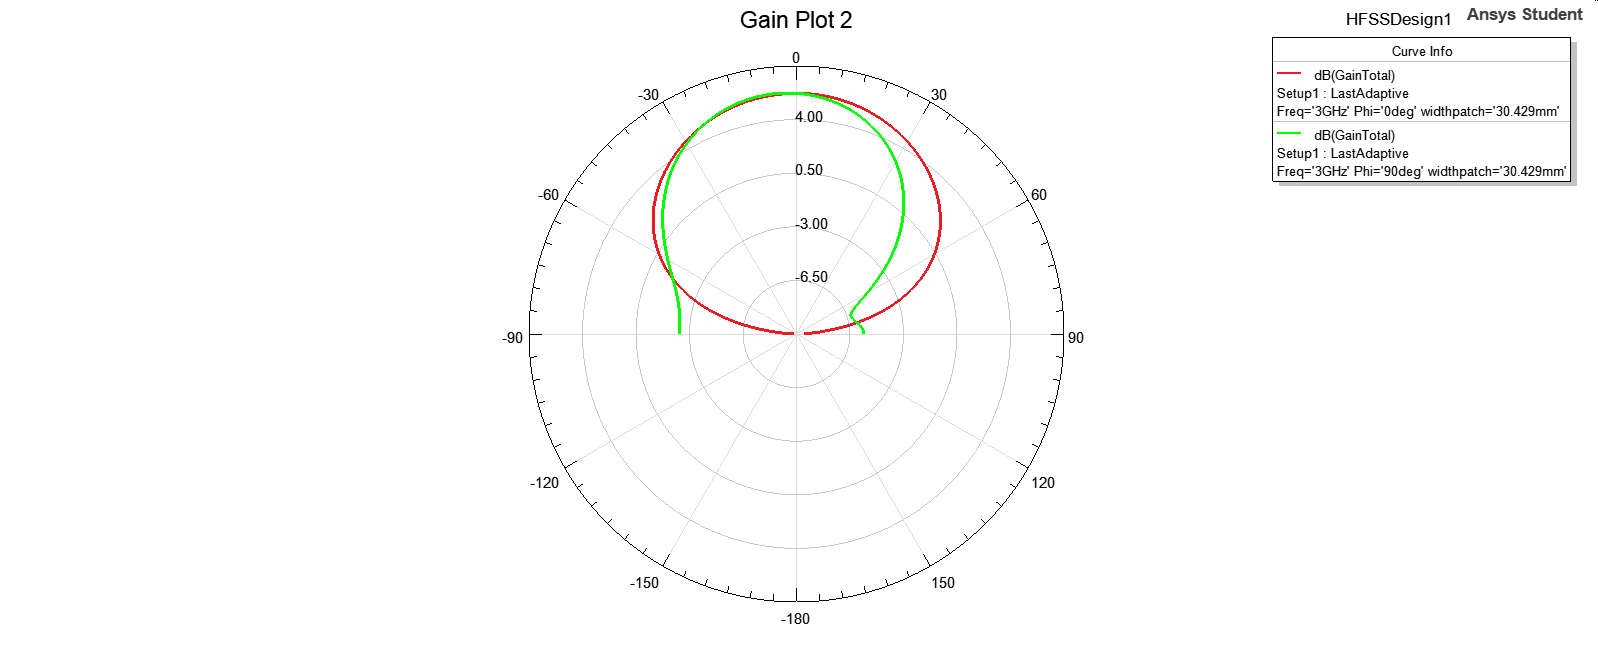 Gain Plot 2
HFSSDesign1
Ansys Student
Curve Info
dB(GainTotal)
Setup1 : LastAdaptive
Freq='3GHz' Phi='0deg' widthpatch='30.429mm'
dB(GainTotal)
Setup1 : LastAdaptive
Freq='3GHz' Phi='90deg' widthpatch='30.429mm'
0
-30
30
4.00
0.50
-60
60
-3.00
-6.50
-90
90
-120
120
-150
150
-180